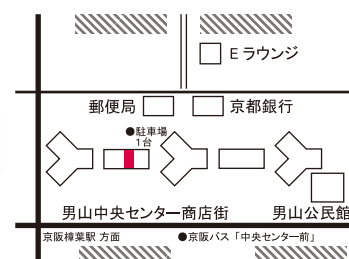 Eラウンジ
郵便局
京都銀行
●駐車場
1台
男山中央センター商店街
男山公民館
京阪樟葉駅 方面
●京阪バス「中央センター前」